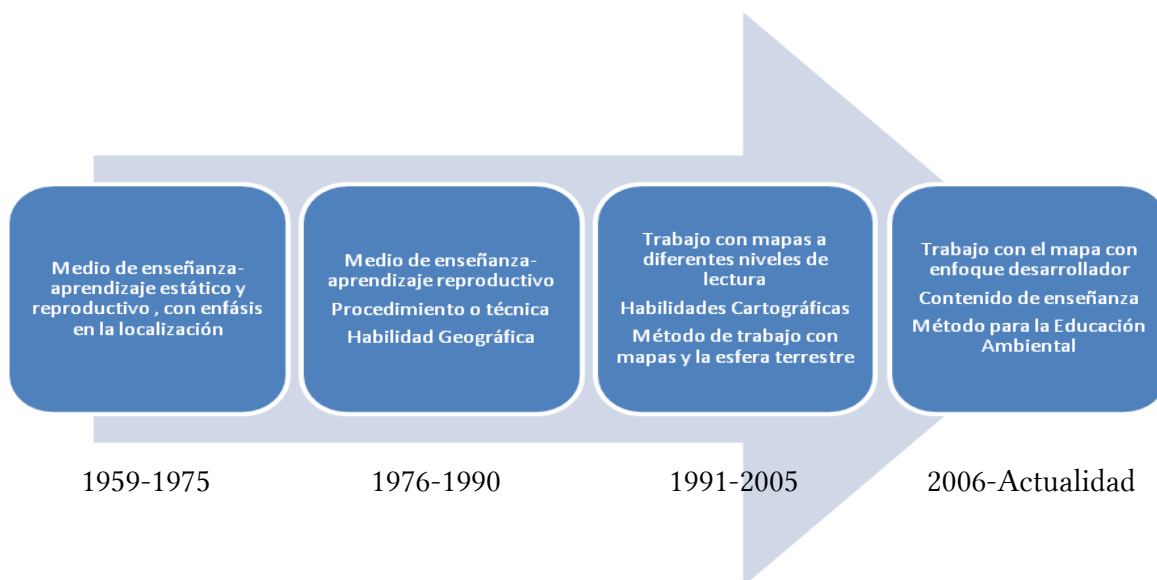 Medio de enseñanza-
aprendizaje estático y
reproductivo , con enfásis
en la localización
Medio de enseñanza-
aprendizaje reproductivo
Procedimiento o técnica
Habilidad Geográfica
Trabajo con mapas a
diferentes niveles de
lectura
Habilidades Cartográficas
Método de trabajo con
mapas y la esfera terrestre
Trabajo con el mapa con
enfoque desarrollador
Contenido de enseñanza
Método para la Educación
Ambiental
1959-1975
1976-1990
1991-2005
2006-Actualidad